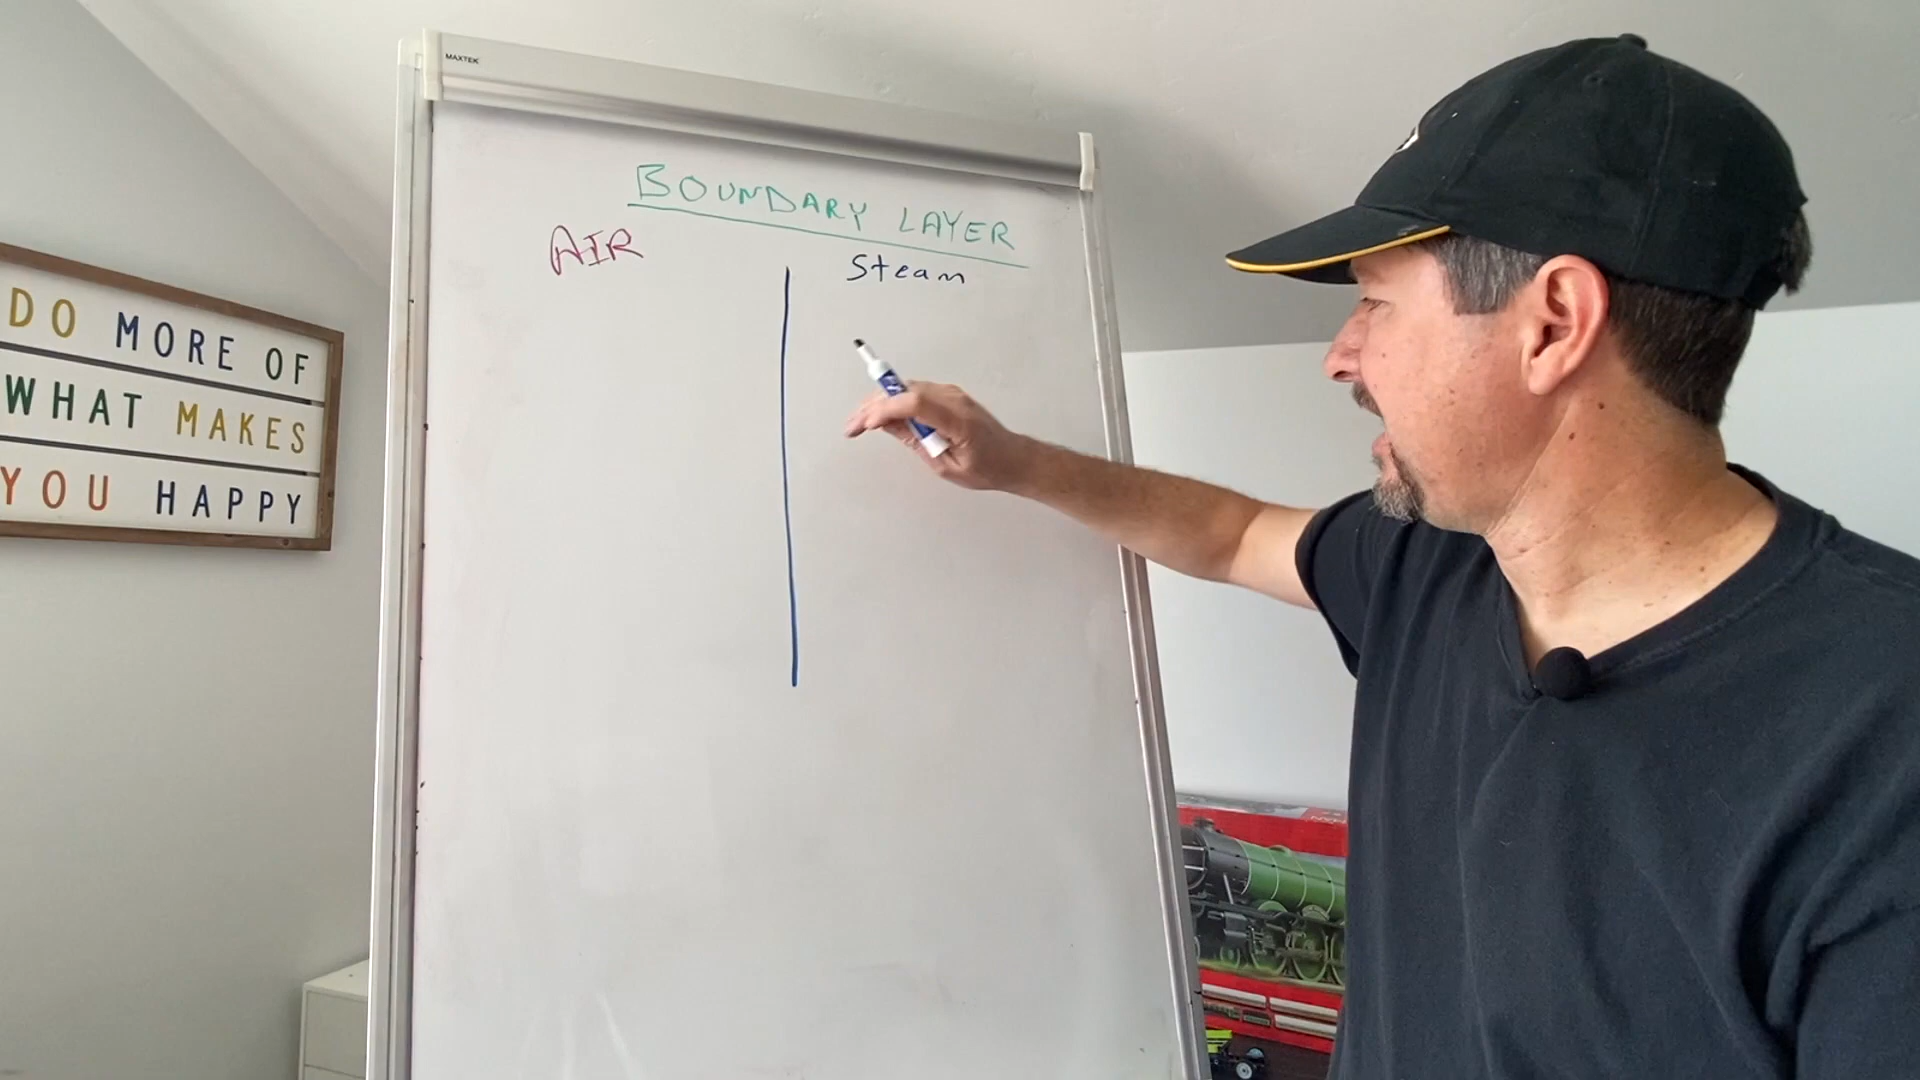 MAXTEK
BOUNDARY LAYER
AIR
Steam
DO MORE OF
WHAT MAKES
YOU HAPPY